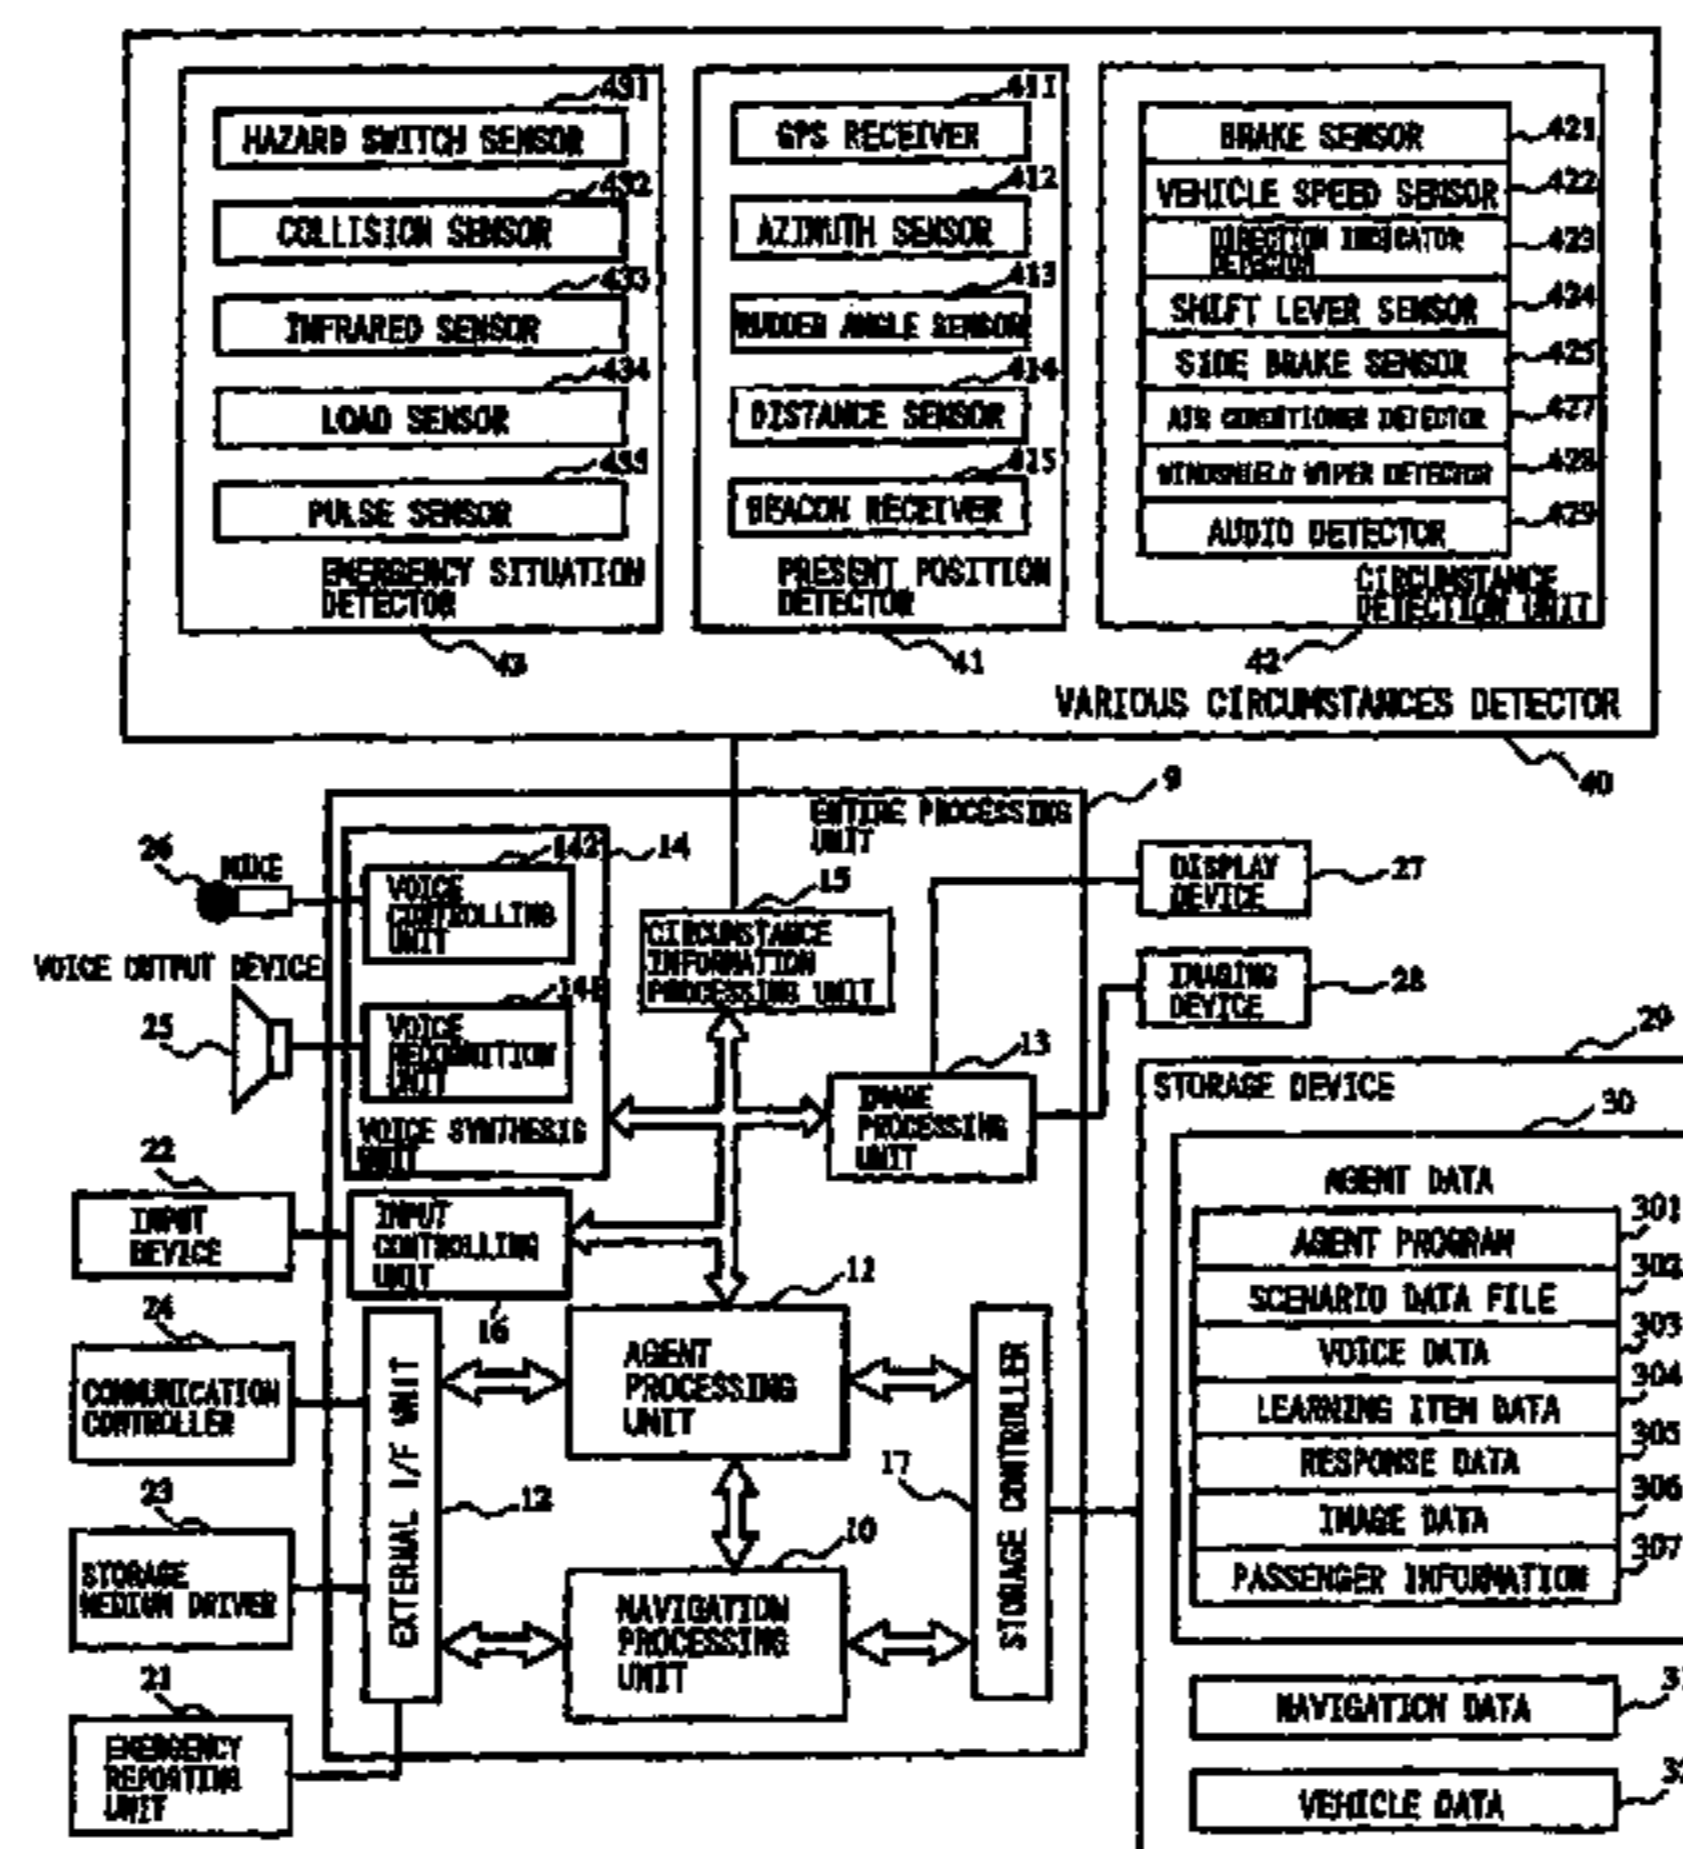 431
HAZARD SWITCH SENSOR
432
COLLISION SENSOR
433
INFRARED SENSOR
434
LOAD SENSOR
435
PULSE SENSOR
EMERGENCY SITUATION
DETECTOR
43
411
GPS RECEIVER
412
AZIMUTH SENSOR
413
RUDDER ANGLE SENSOR
414
DISTANCE SENSOR
415
BEACON RECEIVER
PRESENT POSITION
DETECTOR
41
BRAKE SENSOR 421
VEHICLE SPEED SENSOR 422
DIRECTION INDICATOR 423
DETECTOR
SHIFT LEVER SENSOR 424
SIDE BRAKE SENSOR 425
AIR CONDITIONER DETECTOR 427
WINDSHIELD WIPER DETECTOR 428
AUDIO DETECTOR 429
CIRCUMSTANCE
DETECTION UNIT
42
VARIOUS CIRCUMSTANCES DETECTOR
40
9
ENTIRE PROCESSING
UNIT
26
MIKE
142
14
VOICE
CONTROLLING
UNIT
VOICE OUTPUT DEVICE
25
141
VOICE
RECOGNITION
UNIT
VOICE SYNTHESIS
UNIT
15
CIRCUMSTANCE
INFORMATION
PROCESSING UNIT
DISPLAY
DEVICE
27
IMAGING
DEVICE
28
13
IMAGE
PROCESSING
UNIT
22
INPUT
DEVICE
INPUT
CONTROLLING
UNIT
16
24
COMMUNICATION
CONTROLLER
23
STORAGE
MEDIUM DRIVER
21
EMERGENCY
REPORTING
UNIT
EXTERNAL I/F UNIT
12
11
AGENT
PROCESSING
UNIT
10
NAVIGATION
PROCESSING
UNIT
17
STORAGE CONTROLLER
29
STORAGE DEVICE
30
AGENT DATA
AGENT PROGRAM 301
SCENARIO DATA FILE 302
VOICE DATA 303
LEARNING ITEM DATA 304
RESPONSE DATA 305
IMAGE DATA 306
PASSENGER INFORMATION 307
NAVIGATION DATA
VEHICLE DATA